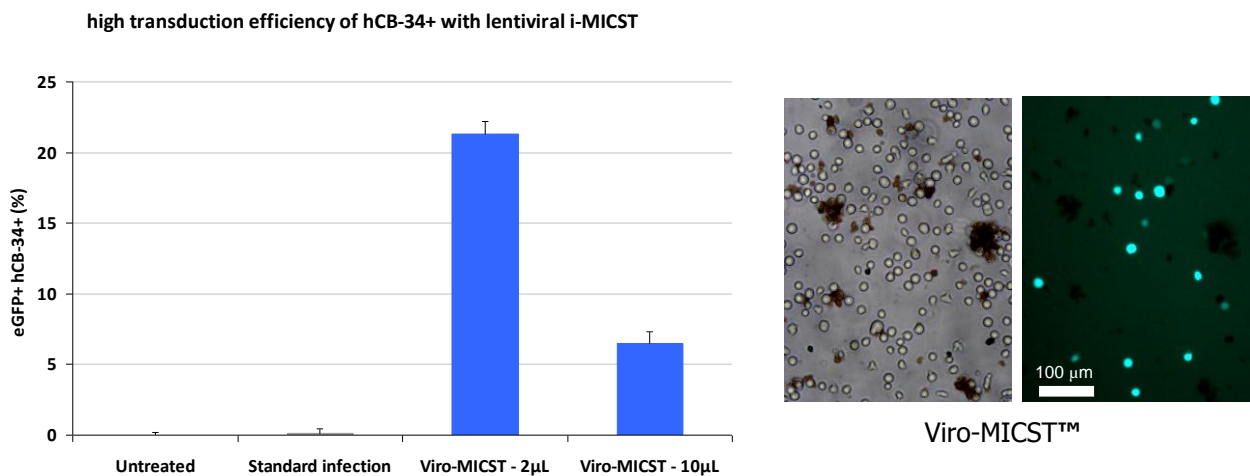 high transduction efficiency of hCB-34+ with lentiviral i-MICST
eGFP+ hCB-34+ (%)
25
20
15
10
5
0
Untreated
Standard infection
Viro-MICST - 2µL
Viro-MICST - 10µL
100 µm
Viro-MICST™